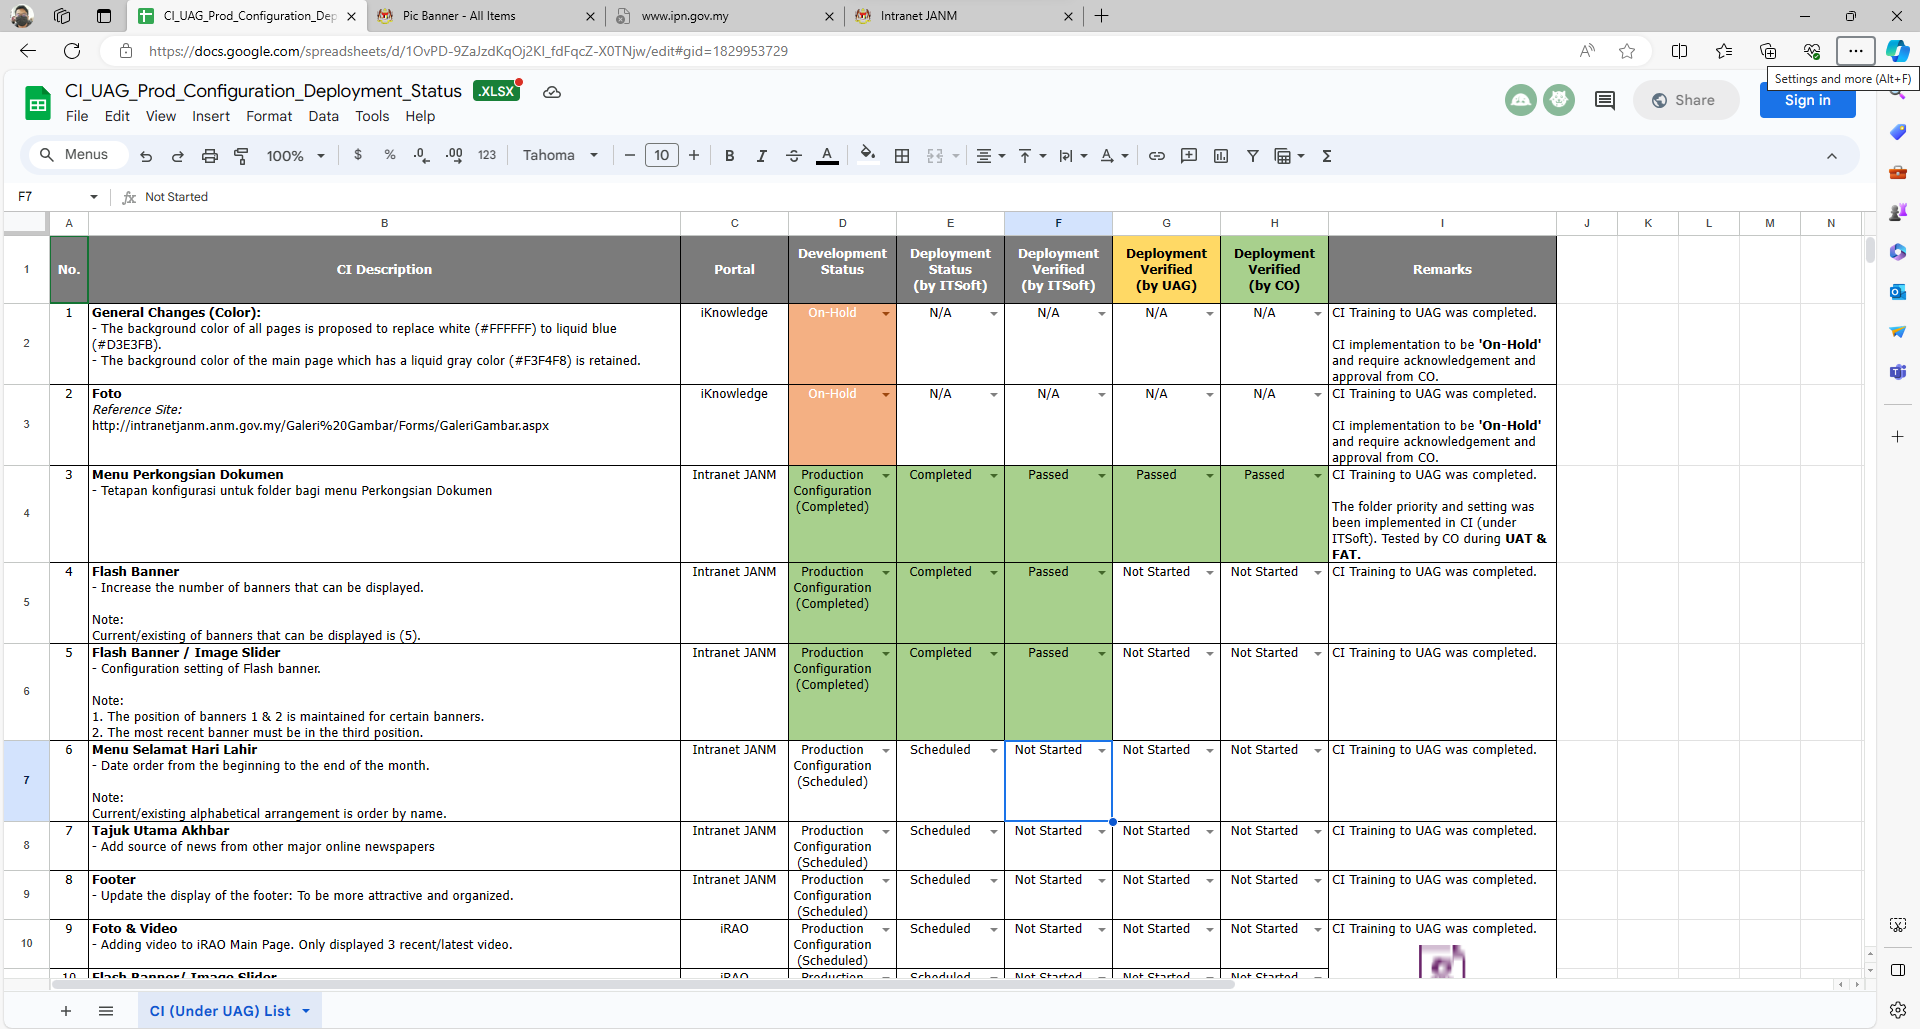 CI_UAG_Prod_Configuration_Dep
Pic Banner - All Items
www.ipn.gov.my
Intranet JANM
https://docs.google.com/spreadsheets/d/1OvPD-9ZaJzdKqOj2KI_fdFqcZ-X0TNjw/edit#gid=1829953729
Settings and more (Alt+F)
CI_UAG_Prod_Configuration_Deployment_Status .XLSX
Share
Sign in
File Edit View Insert Format Data Tools Help
Menus 100% $ % .0 .00 123 Tahoma 10 B I S A
F7 fx Not Started
A B C D E F G H I J K L M N
1 No. CI Description Portal Development Status Deployment Status (by ITSoft) Deployment Verified (by ITSoft) Deployment Verified (by UAG) Deployment Verified (by CO) Remarks
2
1
General Changes (Color):
- The background color of all pages is proposed to replace white (#FFFFFF) to liquid blue
(#D3E3FB).
- The background color of the main page which has a liquid gray color (#F3F4F8) is retained.
iKnowledge On-Hold N/A N/A N/A N/A
CI Training to UAG was completed.
CI implementation to be 'On-Hold'
and require acknowledgement and
approval from CO.
3
2
Foto
Reference Site:
http://intranetjanm.anm.gov.my/Galeri%20Gambar/Forms/GaleriGambar.aspx
iKnowledge On-Hold N/A N/A N/A N/A
CI Training to UAG was completed.
CI implementation to be 'On-Hold'
and require acknowledgement and
approval from CO.
4
3
Menu Perkongsian Dokumen
- Tetapan konfigurasi untuk folder bagi menu Perkongsian Dokumen
Intranet JANM
Production
Configuration
(Completed)
Completed Passed Passed Passed
CI Training to UAG was completed.
The folder priority and setting was
been implemented in CI (under
ITSoft). Tested by CO during UAT &
FAT.
5
4
Flash Banner
- Increase the number of banners that can be displayed.
Note:
Current/existing of banners that can be displayed is (5).
Intranet JANM
Production
Configuration
(Completed)
Completed Passed Not Started Not Started
CI Training to UAG was completed.
6
5
Flash Banner / Image Slider
- Configuration setting of Flash banner.
Note:
1. The position of banners 1 & 2 is maintained for certain banners.
2. The most recent banner must be in the third position.
Intranet JANM
Production
Configuration
(Completed)
Completed Passed Not Started Not Started
CI Training to UAG was completed.
7
6
Menu Selamat Hari Lahir
- Date order from the beginning to the end of the month.
Note:
Current/existing alphabetical arrangement is order by name.
Intranet JANM
Production
Configuration
(Scheduled)
Scheduled Not Started Not Started Not Started
CI Training to UAG was completed.
8
7
Tajuk Utama Akhbar
- Add source of news from other major online newspapers
Intranet JANM
Production
Configuration
(Scheduled)
Scheduled Not Started Not Started Not Started
CI Training to UAG was completed.
9
8
Footer
- Update the display of the footer: To be more attractive and organized.
Intranet JANM
Production
Configuration
(Scheduled)
Scheduled Not Started Not Started Not Started
CI Training to UAG was completed.
10
9
Foto & Video
- Adding video to iRAO Main Page. Only displayed 3 recent/latest video.
iRAO
Production
Configuration
(Scheduled)
Scheduled Not Started Not Started Not Started
CI Training to UAG was completed.
10 Flash Banner/ Image Slider iRAO Production Scheduled Not Started Not Started Not Started
CI (Under UAG) List